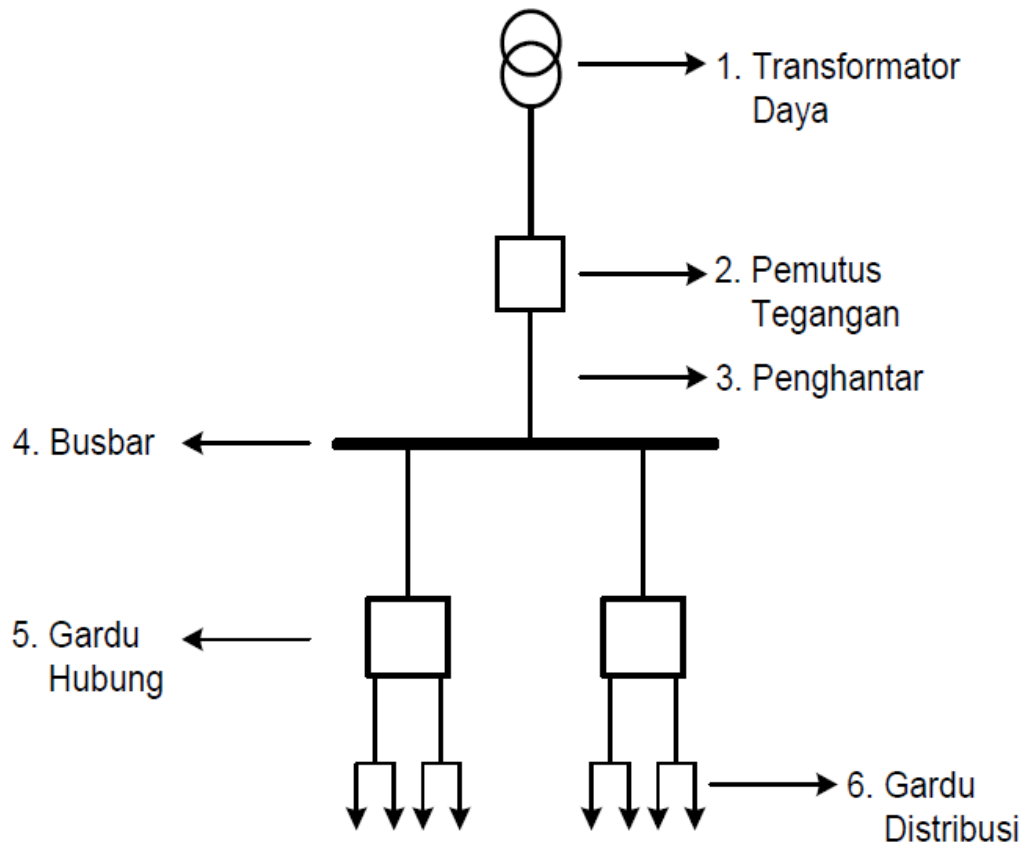 1. Transformator
Daya
2. Pemutus
Tegangan
3. Penghantar
4. Busbar
5. Gardu
Hubung
6. Gardu
Distribusi